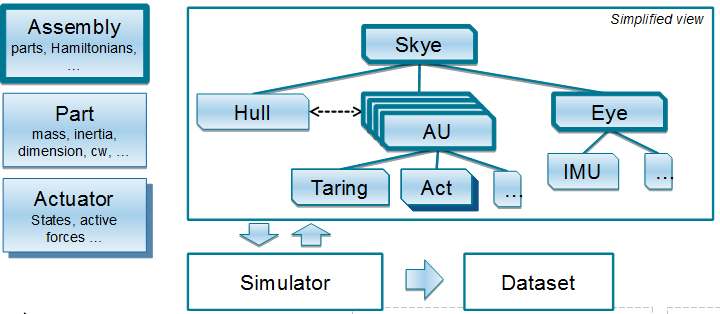 Assembly
parts, Hamiltonians,
...
Part
mass, inertia,
dimension, cw, ...
Actuator
States, active
forces ...
Simplified view
Skye
Hull
AU
Eye
Taring
Act
...
IMU
...
Simulator
Dataset